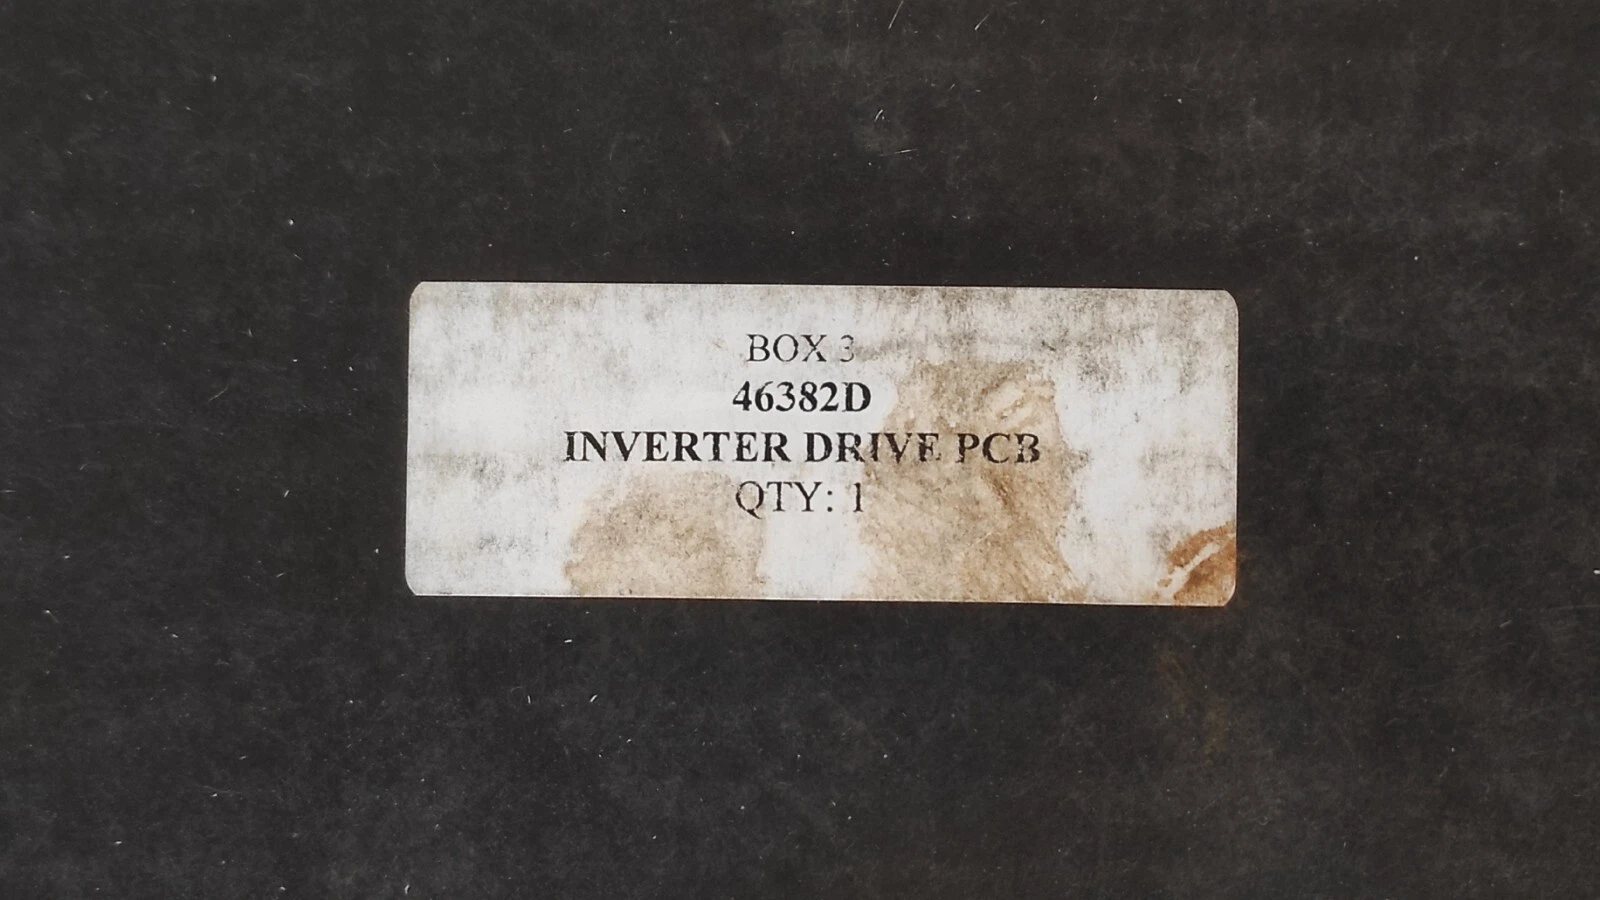 BOX 3
46382D
INVERTER DRIVE PCB
QTY: 1